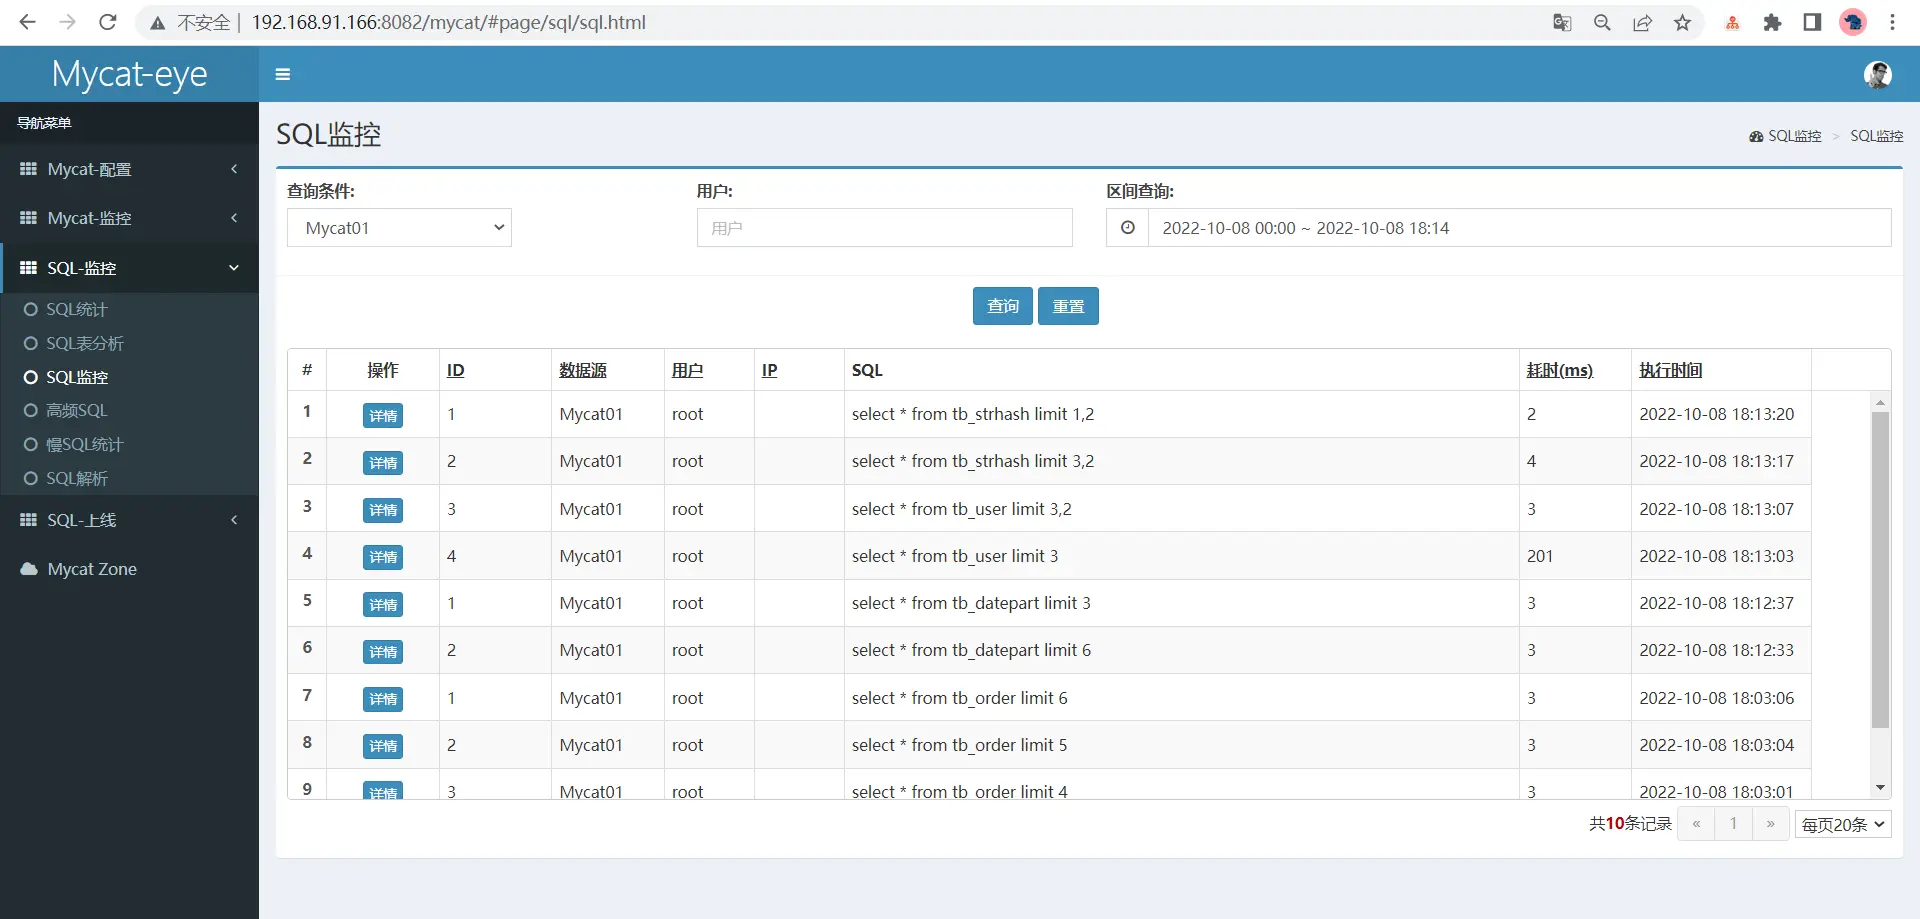 不安全 | 192.168.91.166:8082/mycat/#page/sql/sql.html
Mycat-eye
导航菜单
Mycat-配置
Mycat-监控
SQL-监控
SQL统计
SQL表分析
SQL监控
高频SQL
慢SQL统计
SQL解析
SQL-上线
Mycat Zone
SQL监控
SQL监控 > SQL监控
查询条件: 用户: 区间查询:
Mycat01 用户 2022-10-08 00:00 ~ 2022-10-08 18:14
查询 重置
# 操作 ID 数据源 用户 IP SQL 耗时(ms) 执行时间
1 详情 1 Mycat01 root select * from tb_strhash limit 1,2 2 2022-10-08 18:13:20
2 详情 2 Mycat01 root select * from tb_strhash limit 3,2 4 2022-10-08 18:13:17
3 详情 3 Mycat01 root select * from tb_user limit 3,2 3 2022-10-08 18:13:07
4 详情 4 Mycat01 root select * from tb_user limit 3 201 2022-10-08 18:13:03
5 详情 1 Mycat01 root select * from tb_datepart limit 3 3 2022-10-08 18:12:37
6 详情 2 Mycat01 root select * from tb_datepart limit 6 3 2022-10-08 18:12:33
7 详情 1 Mycat01 root select * from tb_order limit 6 3 2022-10-08 18:03:06
8 详情 2 Mycat01 root select * from tb_order limit 5 3 2022-10-08 18:03:04
9 详情 3 Mycat01 root select * from tb_order limit 4 3 2022-10-08 18:03:01
共10条记录 « 1 » 每页20条